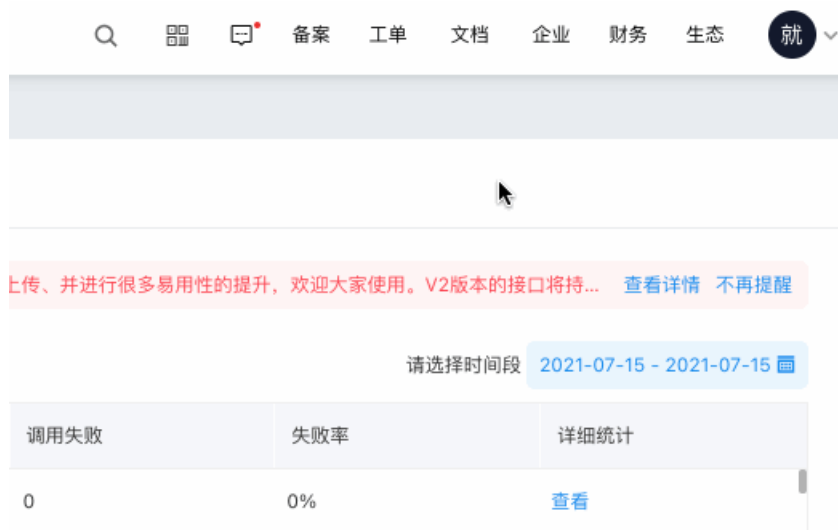 备案 工单 文档 企业 财务 生态 就
上传、并进行很多易用性的提升，欢迎大家使用。V2版本的接口将持... 查看详情 不再提醒
请选择时间段 2021-07-15 - 2021-07-15
调用失败 失败率 详细统计
0 0% 查看